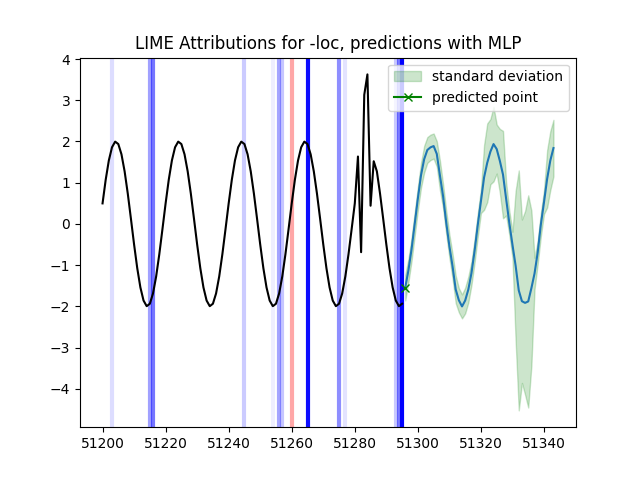 LIME Attributions for -loc, predictions with MLP
4
3
2
1
0
−1
−2
−3
−4
standard deviation
predicted point
51200 51220 51240 51260 51280 51300 51320 51340